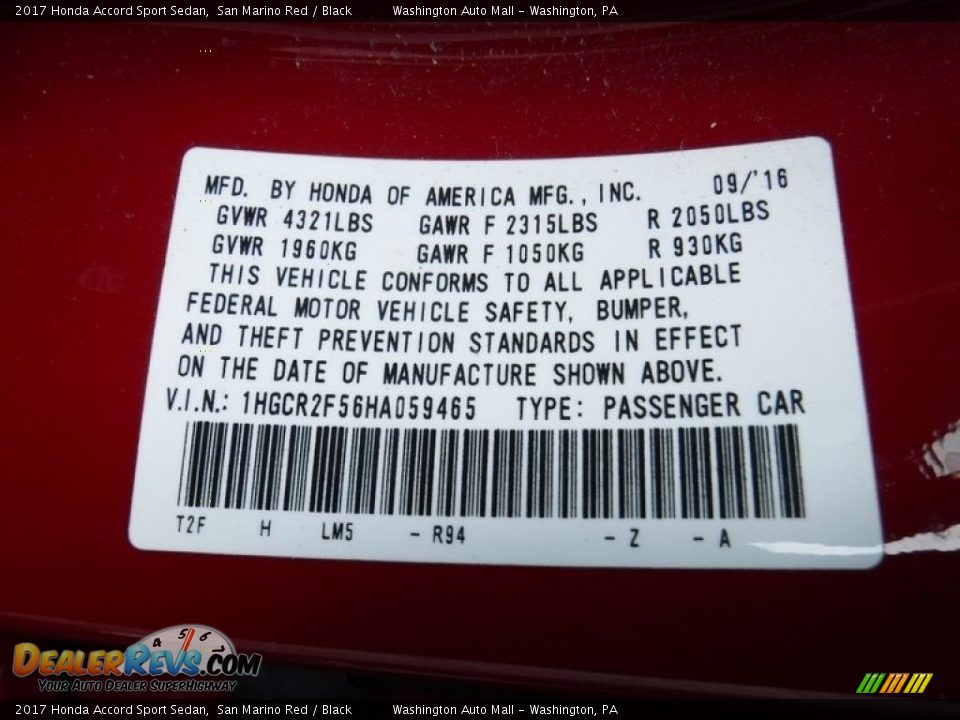 2017 Honda Accord Sport Sedan, San Marino Red / Black Washington Auto Mall - Washington, PA
MFD. BY HONDA OF AMERICA MFG., INC. 09/'16
GVWR 4321LBS GAWR F 2315LBS R 2050LBS
GVWR 1960KG GAWR F 1050KG R 930KG
THIS VEHICLE CONFORMS TO ALL APPLICABLE
FEDERAL MOTOR VEHICLE SAFETY, BUMPER,
AND THEFT PREVENTION STANDARDS IN EFFECT
ON THE DATE OF MANUFACTURE SHOWN ABOVE.
V.I.N.: 1HGCR2F56HA059465 TYPE: PASSENGER CAR
T2F H LM5 - R94 - Z - A
4 5 6
DEALERREVS.COM
YOUR AUTO DEALER SUPERHIGHWAY
2017 Honda Accord Sport Sedan, San Marino Red / Black Washington Auto Mall - Washington, PA